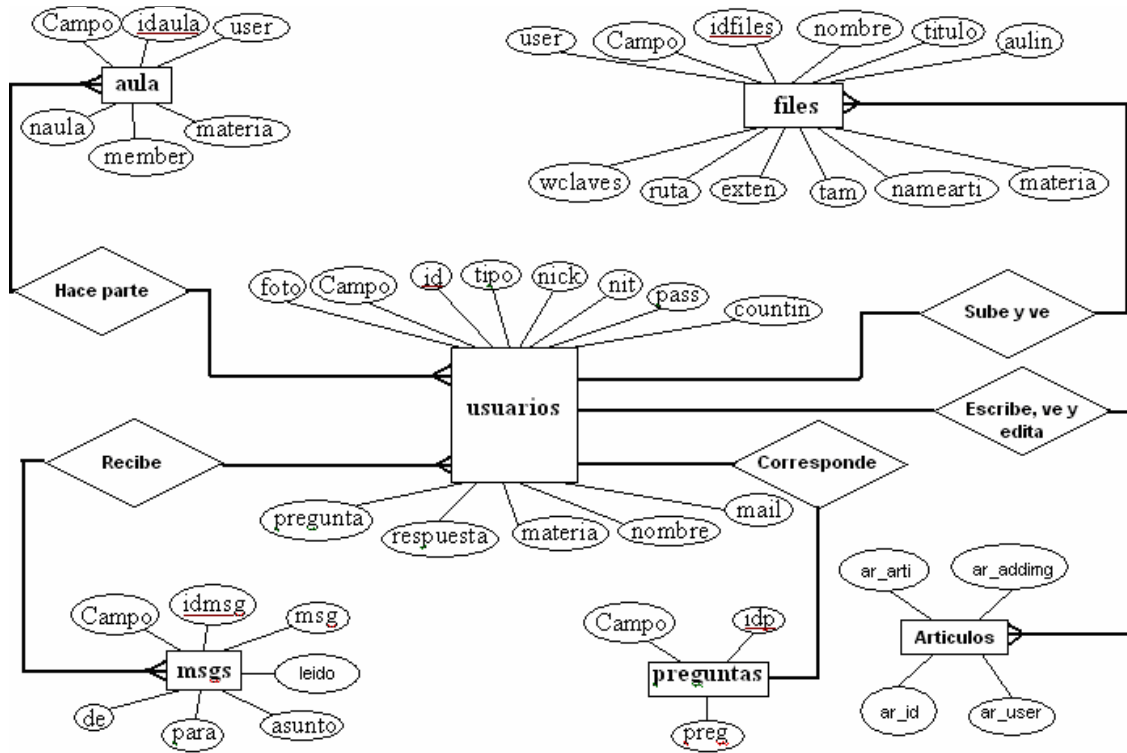 Campo
idaula
user
aula
naula
member
materia
user
Campo
idfiles
nombre
titulo
aulin
files
wclaves
ruta
exten
tam
namearti
materia
Hace parte
foto
Campo
id
tipo
nick
nit
pass
countin
Sube y ve
usuarios
Escribe, ve y
edita
Recibe
Corresponde
pregunta
respuesta
materia
nombre
mail
Campo
idmsg
msg
msgs
leido
de
para
asunto
Campo
idp
preguntas
preg
ar_arti
ar_addimg
Articulos
ar_id
ar_user